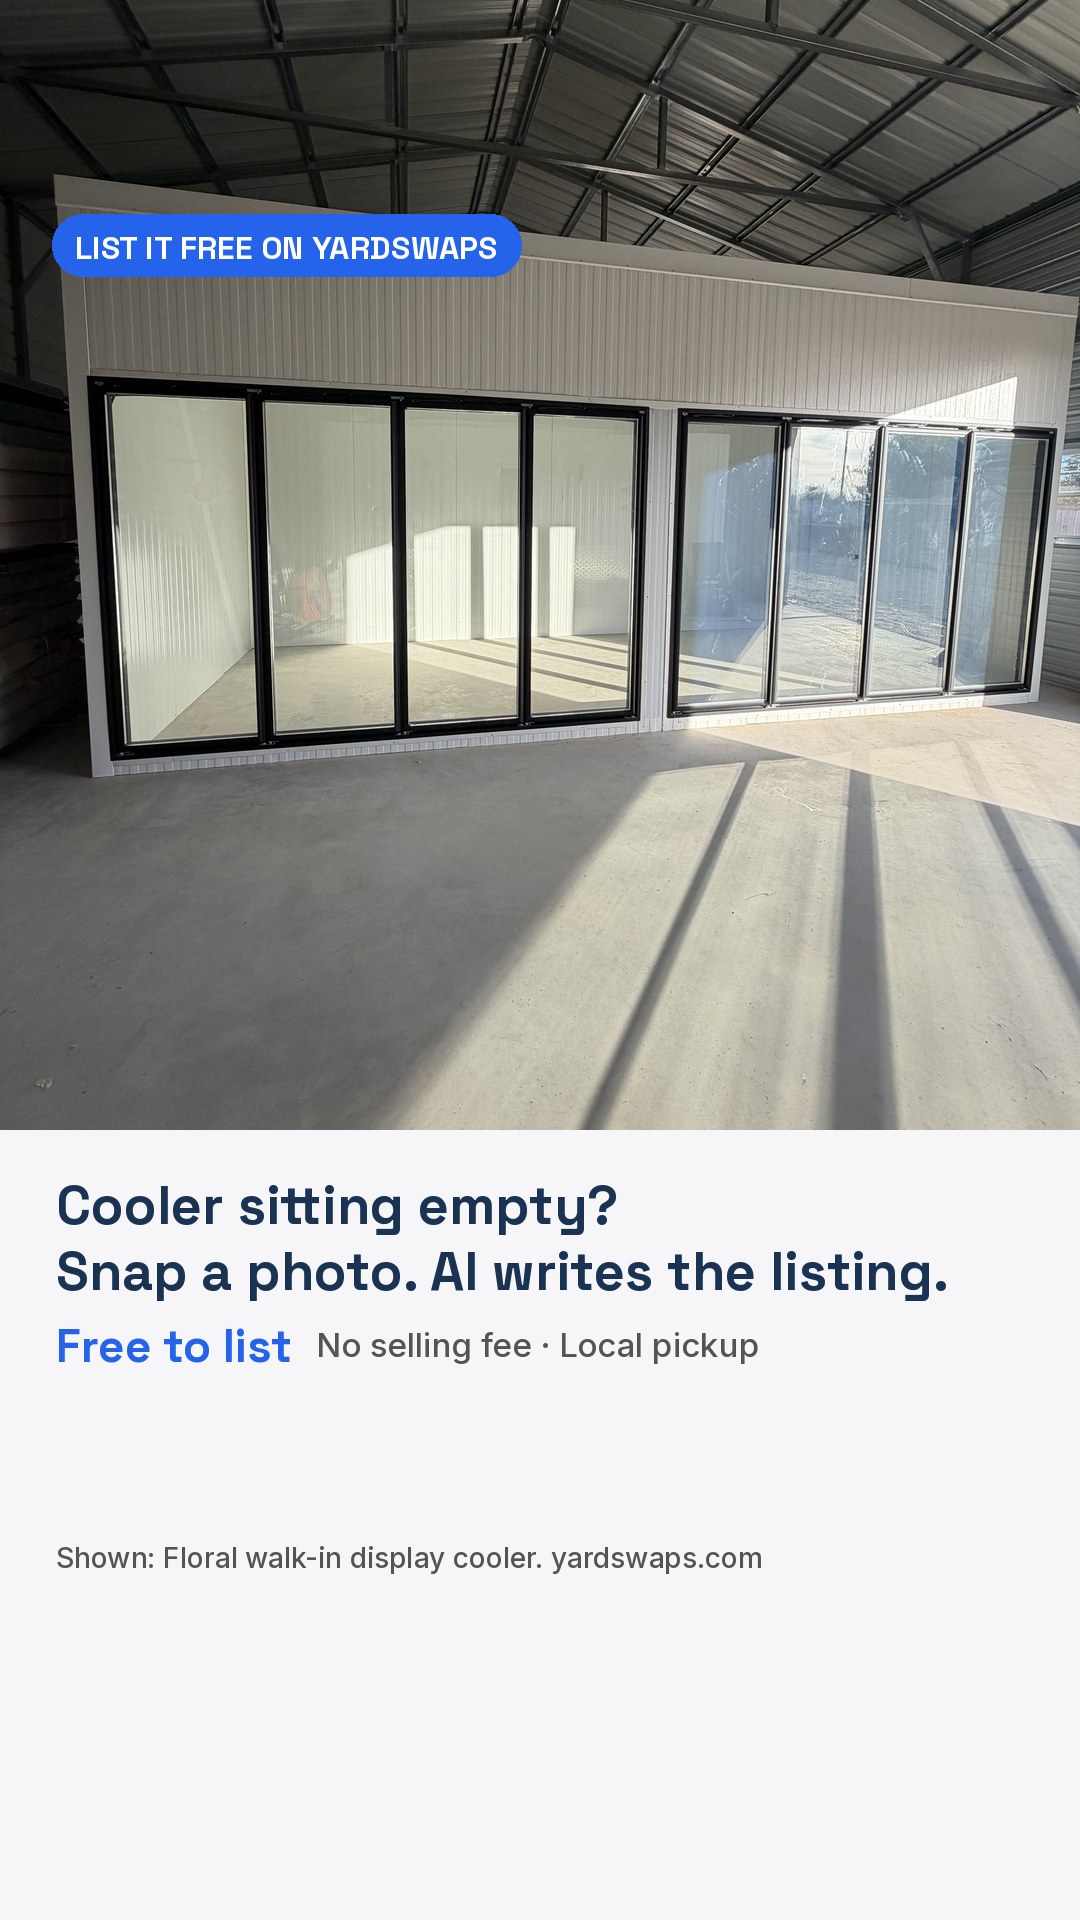 LIST IT FREE ON YARDSWAPS
Cooler sitting empty?
Snap a photo. AI writes the listing.
Free to list No selling fee · Local pickup
Shown: Floral walk-in display cooler. yardswaps.com